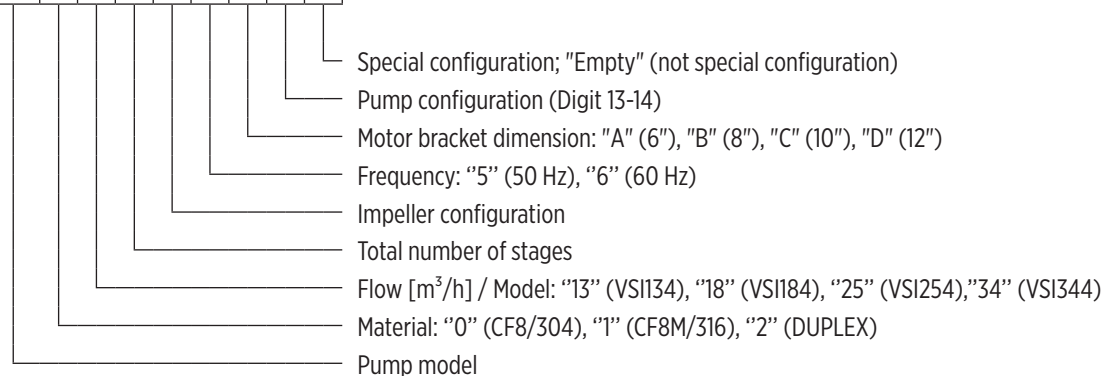 Special configuration; "Empty" (not special configuration)
Pump configuration (Digit 13-14)
Motor bracket dimension: "A" (6"), "B" (8"), "C" (10"), "D" (12")
Frequency: ‘’5’’ (50 Hz), ‘’6’’ (60 Hz)
Impeller configuration
Total number of stages
Flow [m³/h] / Model: ‘’13’’ (VSI134), ‘’18’’ (VSI184), ‘’25’’ (VSI254),’’34’’ (VSI344)
Material: ‘’0’’ (CF8/304), ‘’1’’ (CF8M/316), ‘’2’’ (DUPLEX)
Pump model